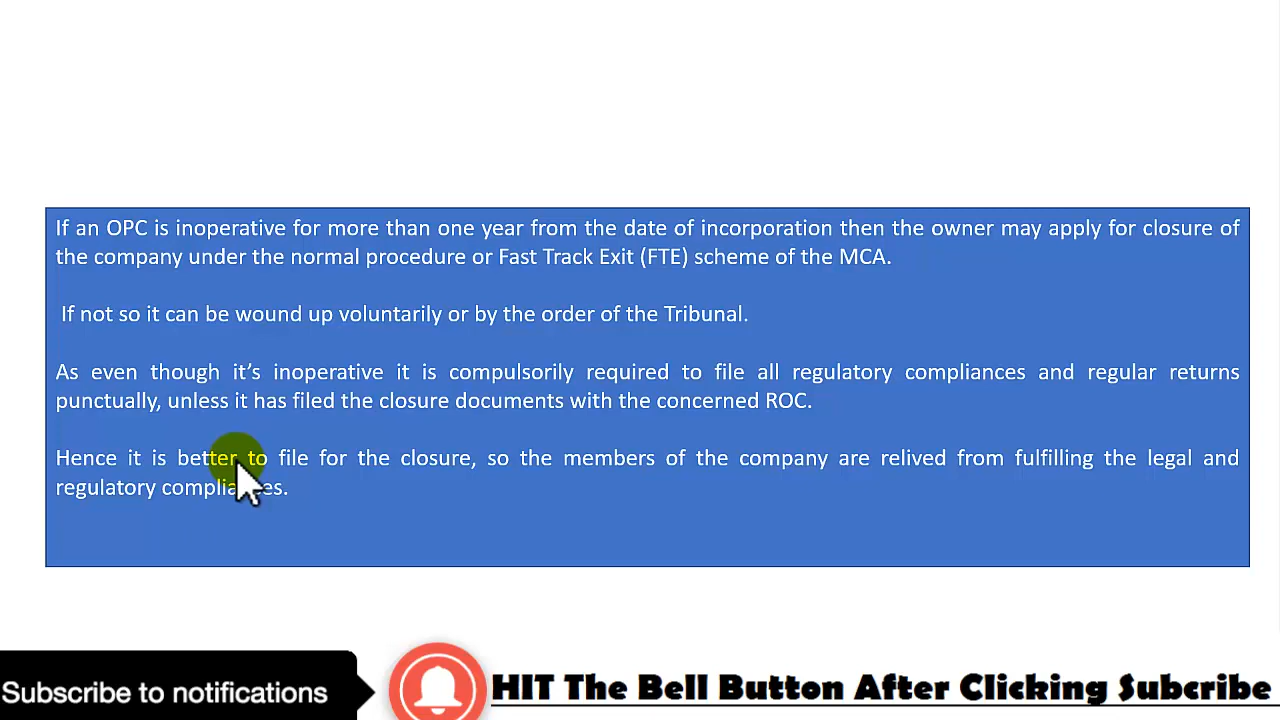 If an OPC is inoperative for more than one year from the date of incorporation then the owner may apply for closure of
the company under the normal procedure or Fast Track Exit (FTE) scheme of the MCA.
If not so it can be wound up voluntarily or by the order of the Tribunal.
As even though it’s inoperative it is compulsorily required to file all regulatory compliances and regular returns
punctually, unless it has filed the closure documents with the concerned ROC.
Hence it is better to file for the closure, so the members of the company are relived from fulfilling the legal and
regulatory compliances.
Subscribe to notifications
HIT The Bell Button After Clicking Subcribe